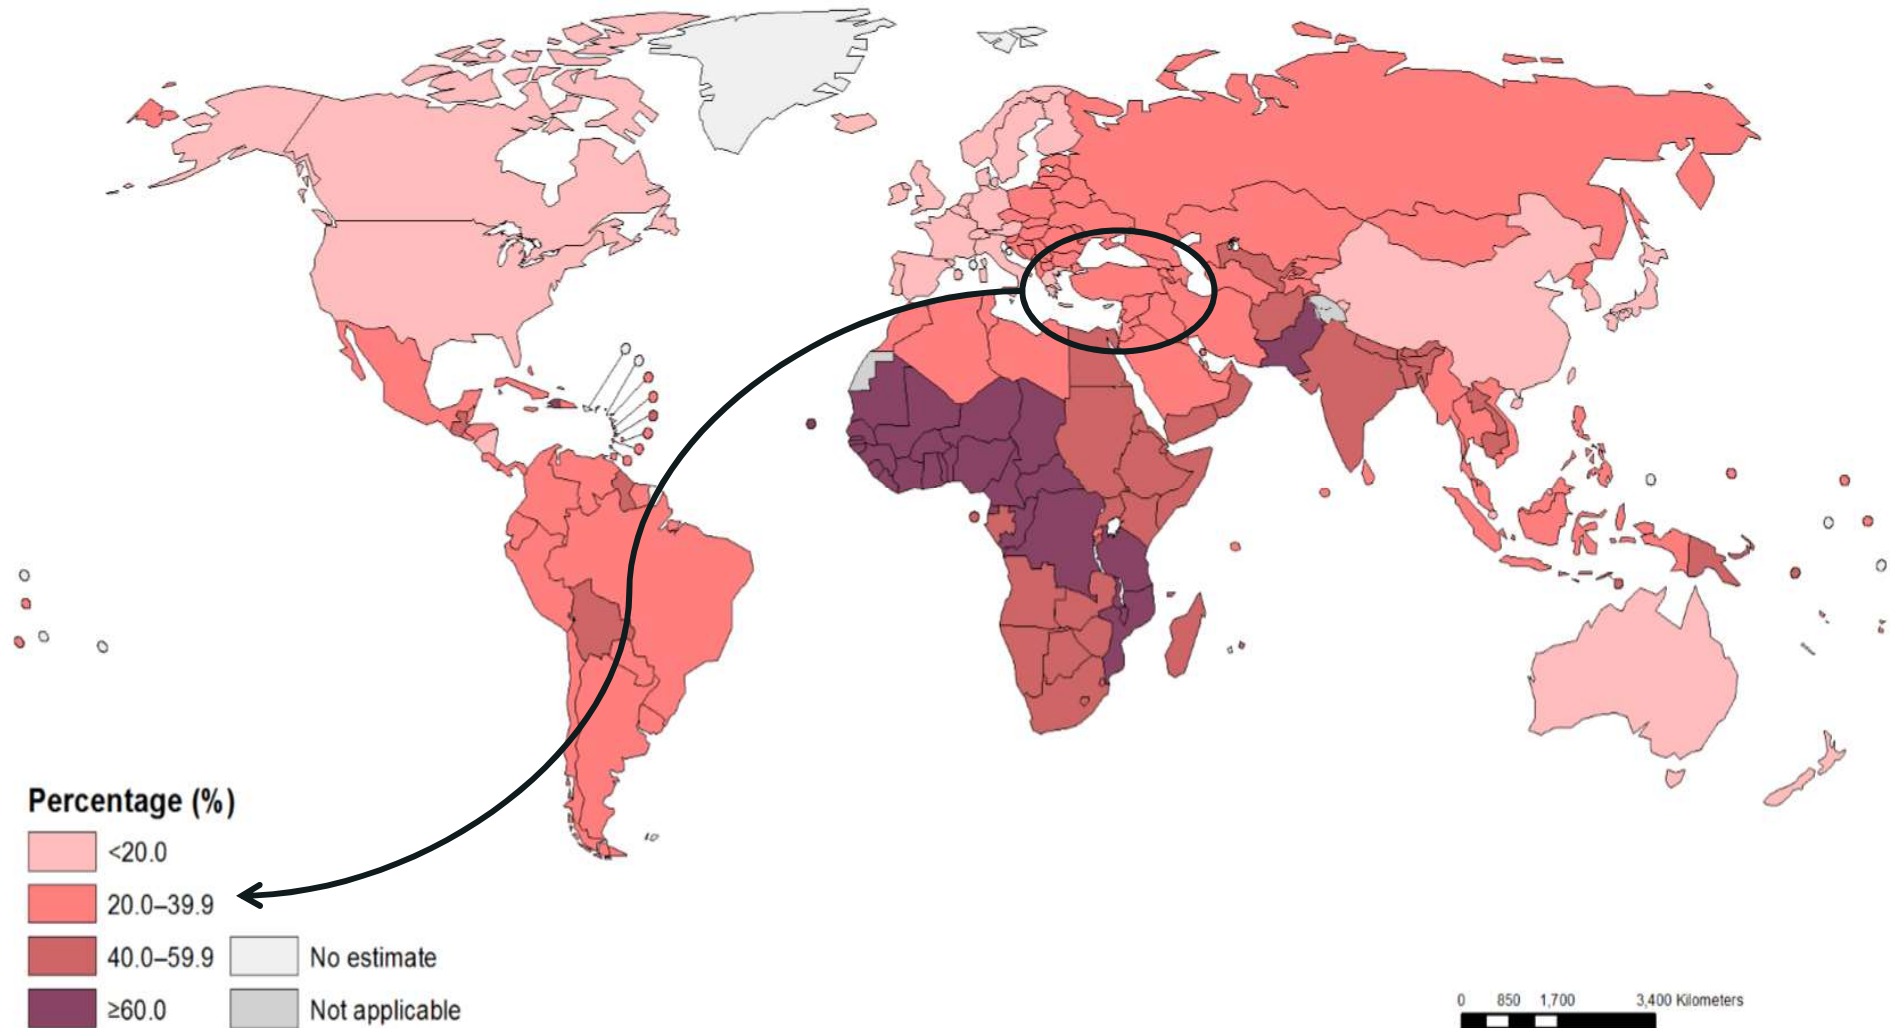 Percentage (%)
<20.0
20.0–39.9
40.0–59.9
≥60.0
No estimate
Not applicable
0 850 1,700 3,400 Kilometers